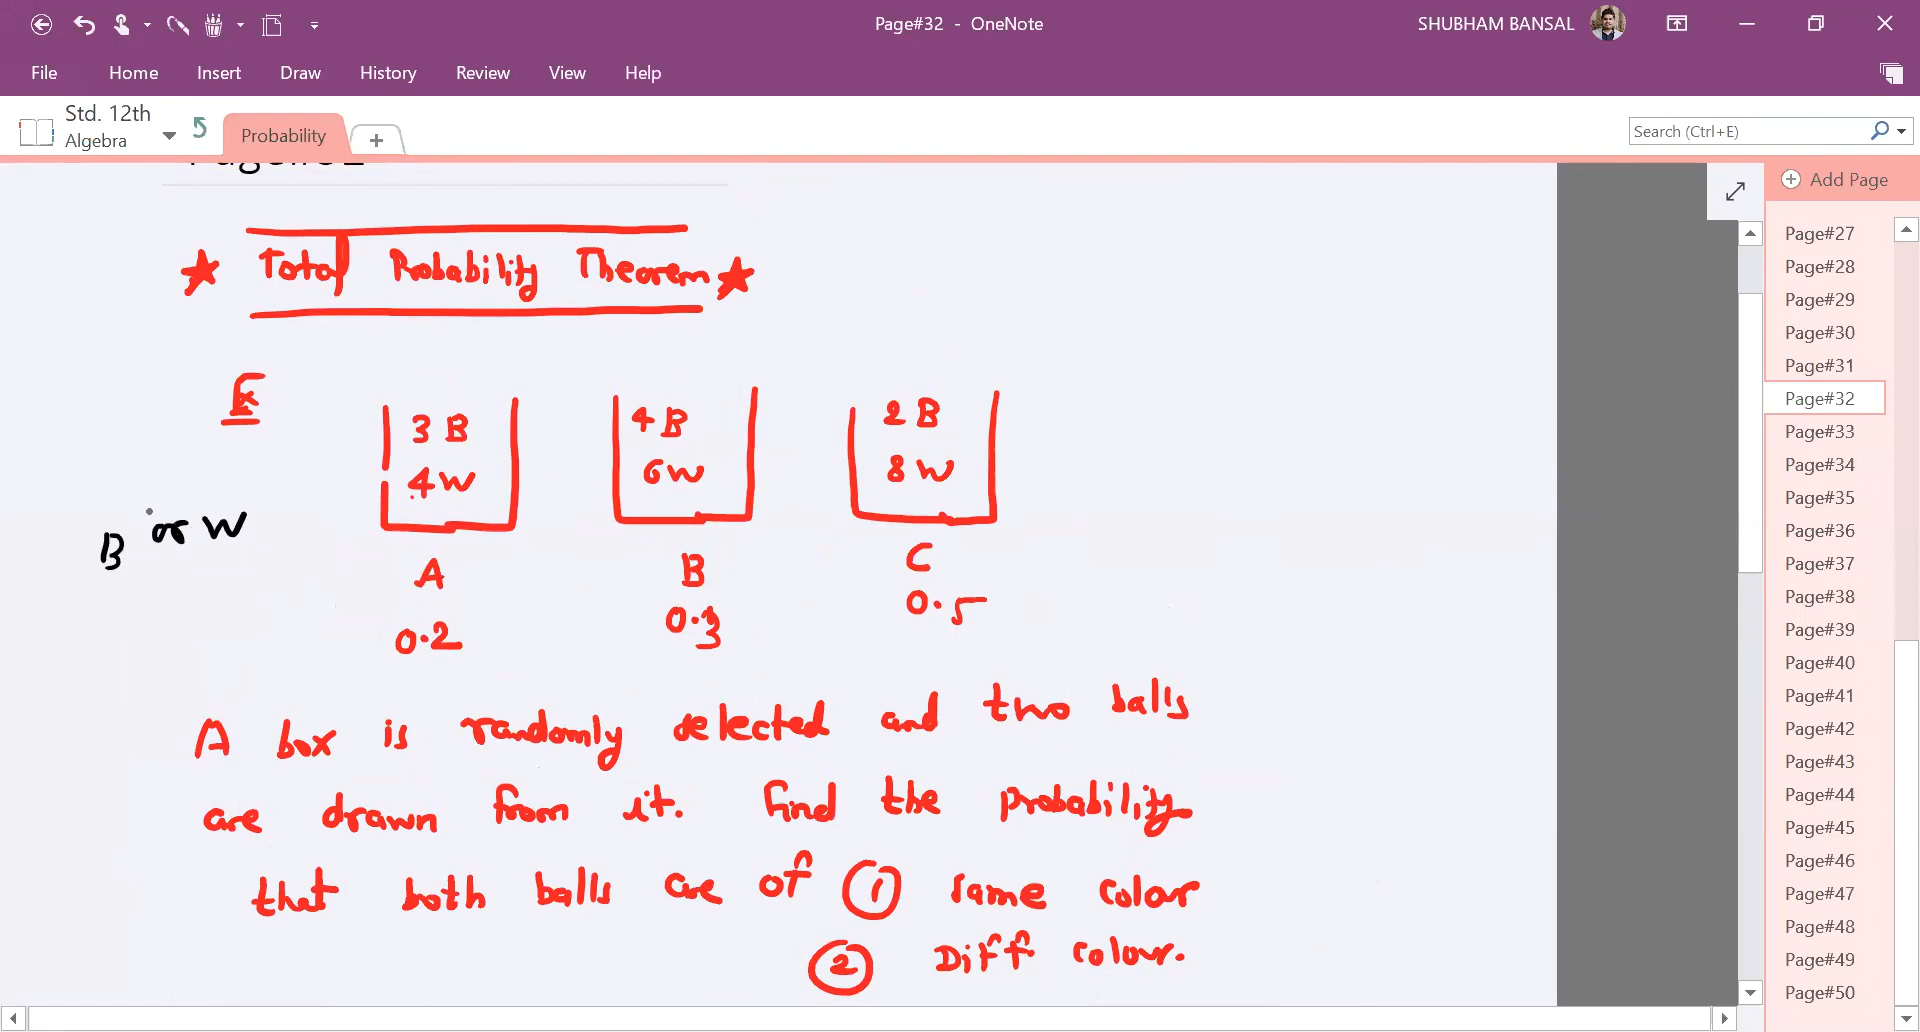 Page#32 - OneNote
SHUBHAM BANSAL
File Home Insert Draw History Review View Help
Std. 12th
Algebra
Probability
Search (Ctrl+E)
Add Page
Total Probability Theorem
Ex
3 B
4 W
4 B
6 W
2 B
8 W
B or W
A
B
C
0.2
0.3
0.5
A box is randomly selected and two balls
are drawn from it. Find the probability
that both balls are of ① same colour
② Diff. colour.
Page#27
Page#28
Page#29
Page#30
Page#31
Page#32
Page#33
Page#34
Page#35
Page#36
Page#37
Page#38
Page#39
Page#40
Page#41
Page#42
Page#43
Page#44
Page#45
Page#46
Page#47
Page#48
Page#49
Page#50